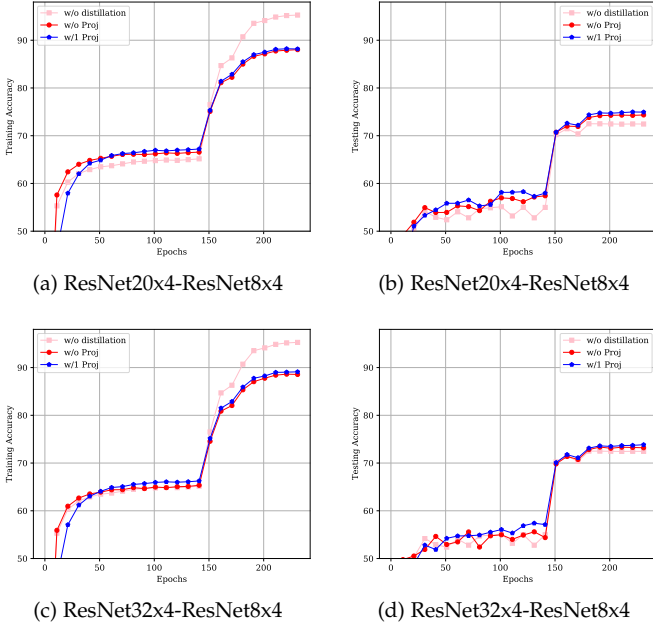 w/o distillation
w/o Proj
w/1 Proj
Training Accuracy
90
80
70
60
50
0 50 100 150 200
Epochs
(a) ResNet20x4-ResNet8x4
w/o distillation
w/o Proj
w/1 Proj
Testing Accuracy
90
80
70
60
50
0 50 100 150 200
Epochs
(b) ResNet20x4-ResNet8x4
w/o distillation
w/o Proj
w/1 Proj
Training Accuracy
90
80
70
60
50
0 50 100 150 200
Epochs
(c) ResNet32x4-ResNet8x4
w/o distillation
w/o Proj
w/1 Proj
Testing Accuracy
90
80
70
60
50
0 50 100 150 200
Epochs
(d) ResNet32x4-ResNet8x4